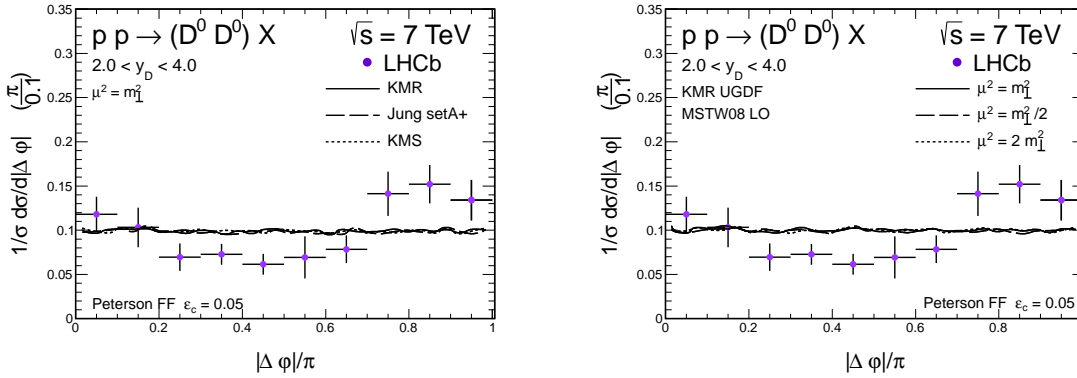 1/σ dσ/d|Δ φ| (π/0.1)
0.35
0.3
0.25
0.2
0.15
0.1
0.05
0
p p → (D⁰ D⁰) X √s = 7 TeV
2.0 < y_D < 4.0
μ² = m²_⊥
LHCb
KMR
Jung setA+
KMS
Peterson FF ε_c = 0.05
0 0.2 0.4 0.6 0.8 1
|Δ φ|/π
1/σ dσ/d|Δ φ| (π/0.1)
0.35
0.3
0.25
0.2
0.15
0.1
0.05
0
p p → (D⁰ D⁰) X √s = 7 TeV
2.0 < y_D < 4.0
KMR UGDF
MSTW08 LO
LHCb
μ² = m²_⊥
μ² = m²_⊥/2
μ² = 2 m²_⊥
Peterson FF ε_c = 0.05
0 0.2 0.4 0.6 0.8
|Δ φ|/π